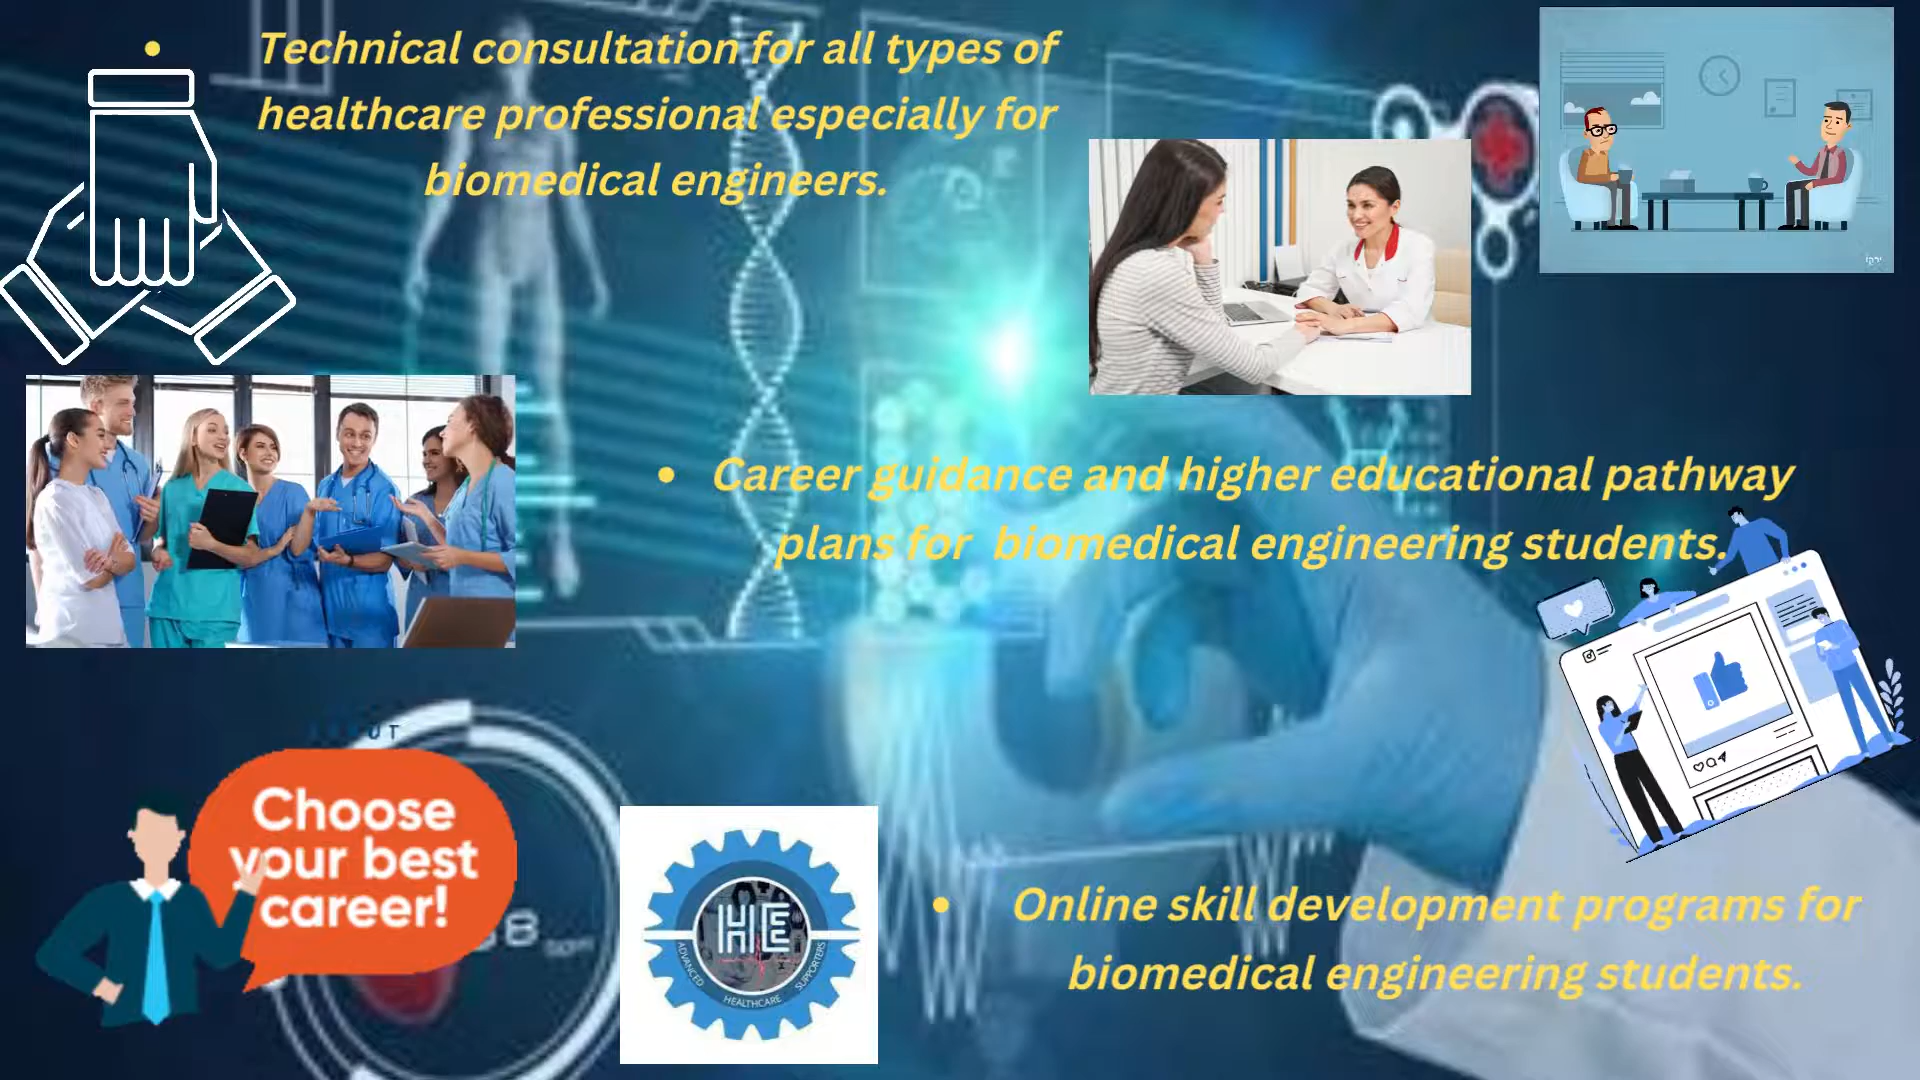 • Technical consultation for all types of
healthcare professional especially for
biomedical engineers.
• Career guidance and higher educational pathway
plans for biomedical engineering students.
Choose
your best
career!
HE
ADVANCED
HEALTHCARE
SUPPORTERS
• Online skill development programs for
biomedical engineering students.